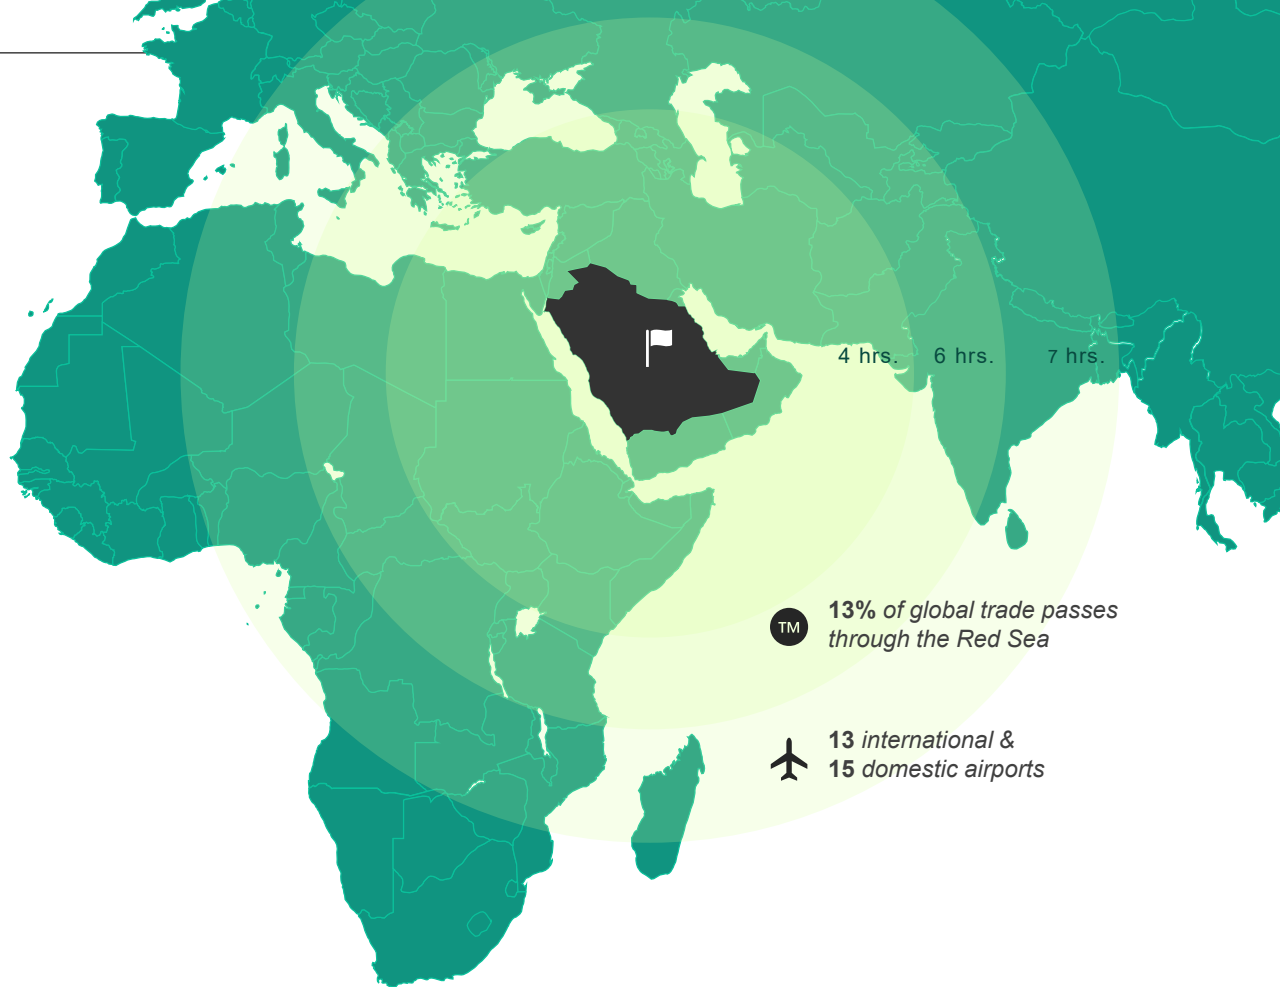 4 hrs.
6 hrs.
7 hrs.
TM
13% of global trade passes
through the Red Sea
13 international &
15 domestic airports